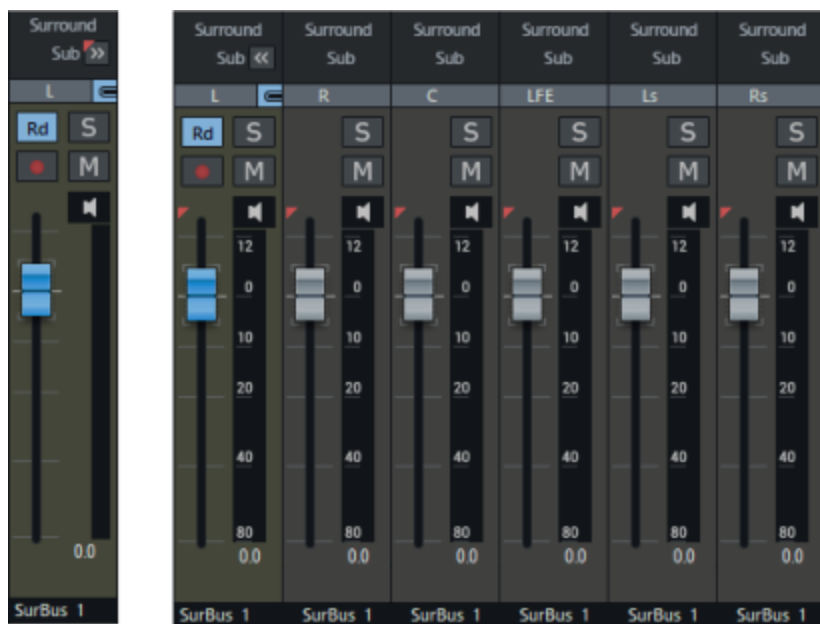 Surround
Sub »
L
Rd S
M
0.0
SurBus 1
Surround Surround Surround Surround Surround Surround
Sub « Sub Sub Sub Sub Sub
L R C LFE Ls Rs
Rd S S S S S S
M M M M M M
12 12 12 12 12 12
0 0 0 0 0 0
10 10 10 10 10 10
20 20 20 20 20 20
40 40 40 40 40 40
80 80 80 80 80 80
0.0 0.0 0.0 0.0 0.0 0.0
SurBus 1 SurBus 1 SurBus 1 SurBus 1 SurBus 1 SurBus 1